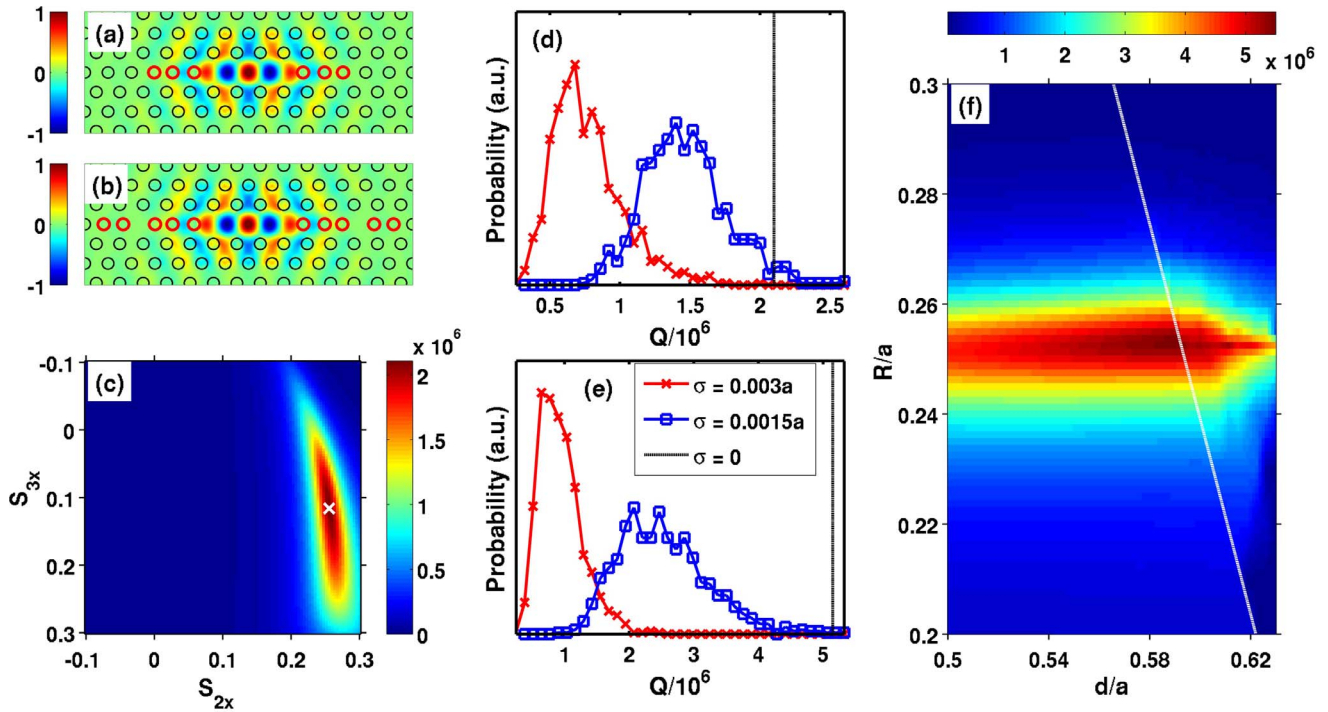 1
0
-1
(a)
1
0
-1
(b)
x 10^6
-0.1
0
0.1
0.2
0.3
S_3x
(c)
-0.1 0 0.1 0.2 0.3
S_2x
2
1.5
1
0.5
0
(d)
Probability (a.u.)
0.5 1 1.5 2 2.5
Q/10^6
(e)
Probability (a.u.)
σ = 0.003a
σ = 0.0015a
σ = 0
1 2 3 4 5
Q/10^6
1 2 3 4 5
x 10^6
(f)
0.3
0.28
0.26
0.24
0.22
0.2
R/a
0.5 0.54 0.58 0.62
d/a